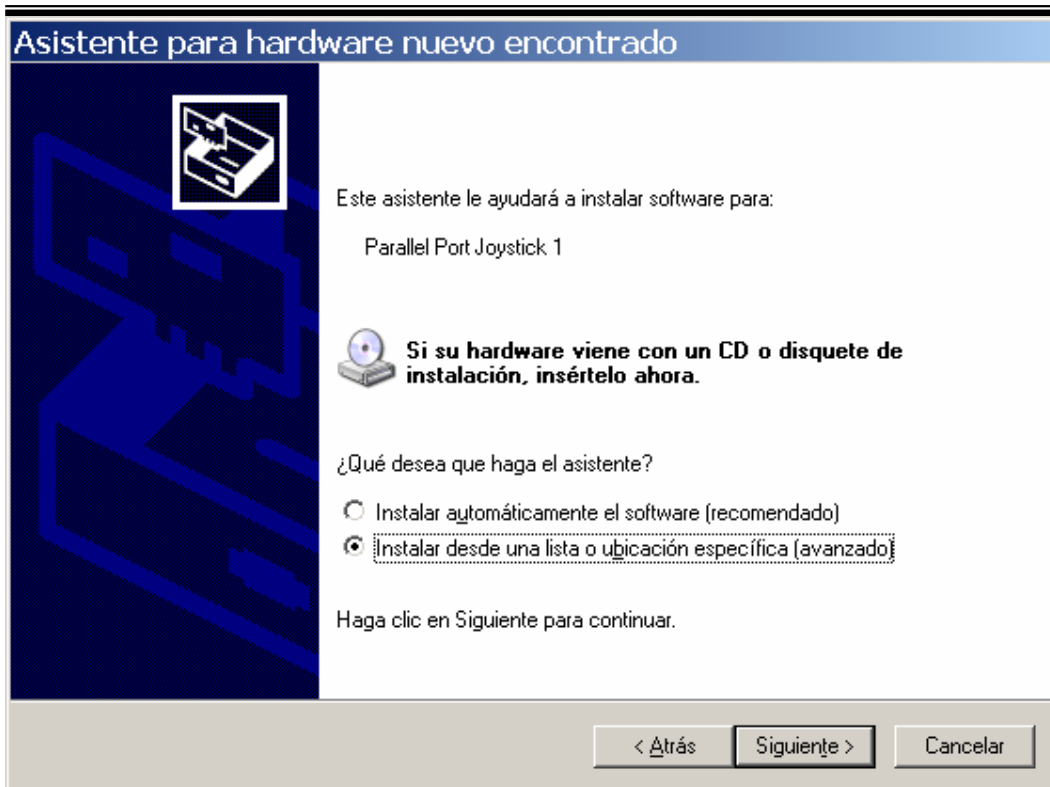 Asistente para hardware nuevo encontrado
Este asistente le ayudará a instalar software para:
Parallel Port Joystick 1
Si su hardware viene con un CD o disquete de
instalación, insértelo ahora.
¿Qué desea que haga el asistente?
Instalar automáticamente el software (recomendado)
Instalar desde una lista o ubicación específica (avanzado)
Haga clic en Siguiente para continuar.
< Atrás Siguiente > Cancelar